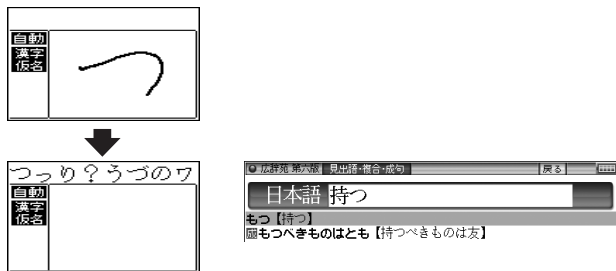 自動
漢字
仮名
つっり？うづのワ
自動
漢字
仮名
広辞苑 第六版 見出語・複合・成句 戻る
日本語 持つ
もつ【持つ】
もつべきものはとも【持つべきものは友】